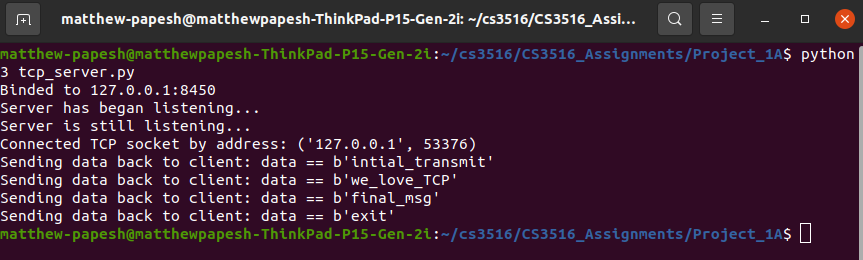 matthew-papesh@matthewpapesh-ThinkPad-P15-Gen-2i: ~/cs3516/CS3516_Assi...
matthew-papesh@matthewpapesh-ThinkPad-P15-Gen-2i:~/cs3516/CS3516_Assignments/Project_1A$ python
3 tcp_server.py
Binded to 127.0.0.1:8450
Server has began listening...
Server is still listening...
Connected TCP socket by address: ('127.0.0.1', 53376)
Sending data back to client: data == b'intial_transmit'
Sending data back to client: data == b'we_love_TCP'
Sending data back to client: data == b'final_msg'
Sending data back to client: data == b'exit'
matthew-papesh@matthewpapesh-ThinkPad-P15-Gen-2i:~/cs3516/CS3516_Assignments/Project_1A$